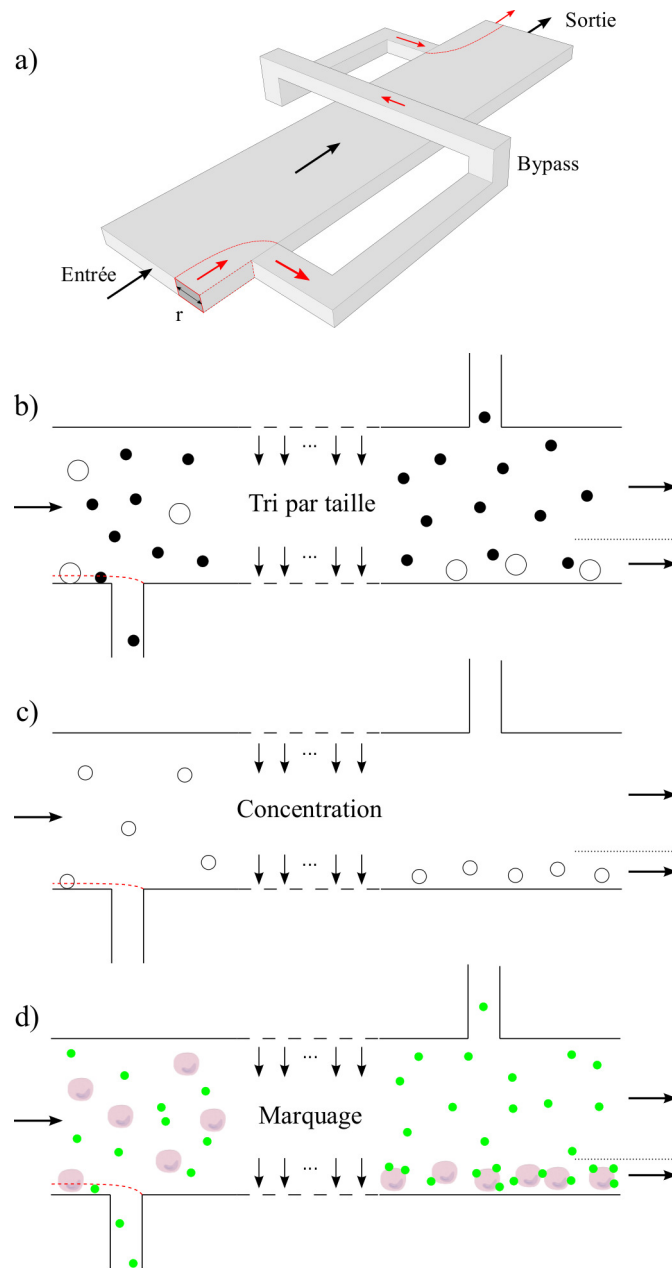 a)
Sortie
Bypass
Entrée
r
b)
...
Tri par taille
...
c)
...
Concentration
...
d)
...
Marquage
...